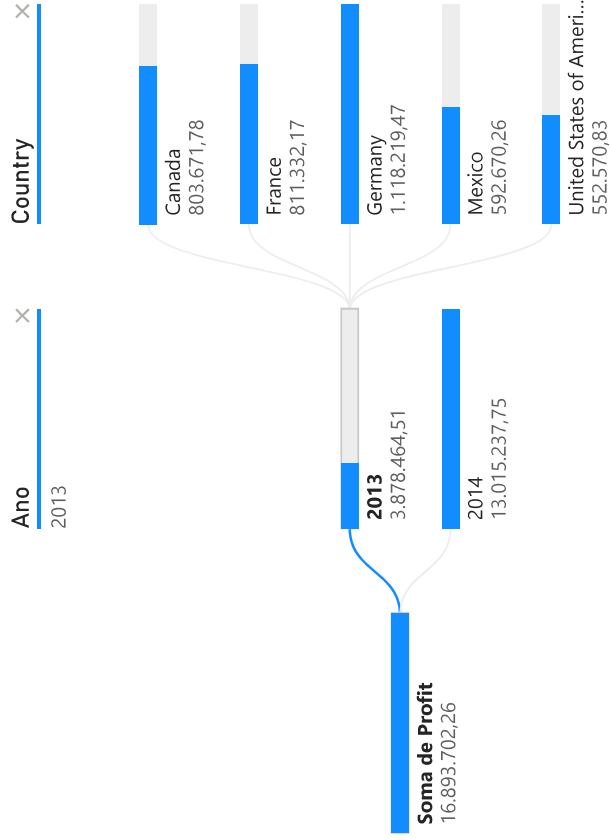 Ano
2013
Country
Soma de Profit
16.893.702,26
2013
3.878.464,51
2014
13.015.237,75
Canada
803.671,78
France
811.332,17
Germany
1.118.219,47
Mexico
592.670,26
United States of Ameri...
552.570,83